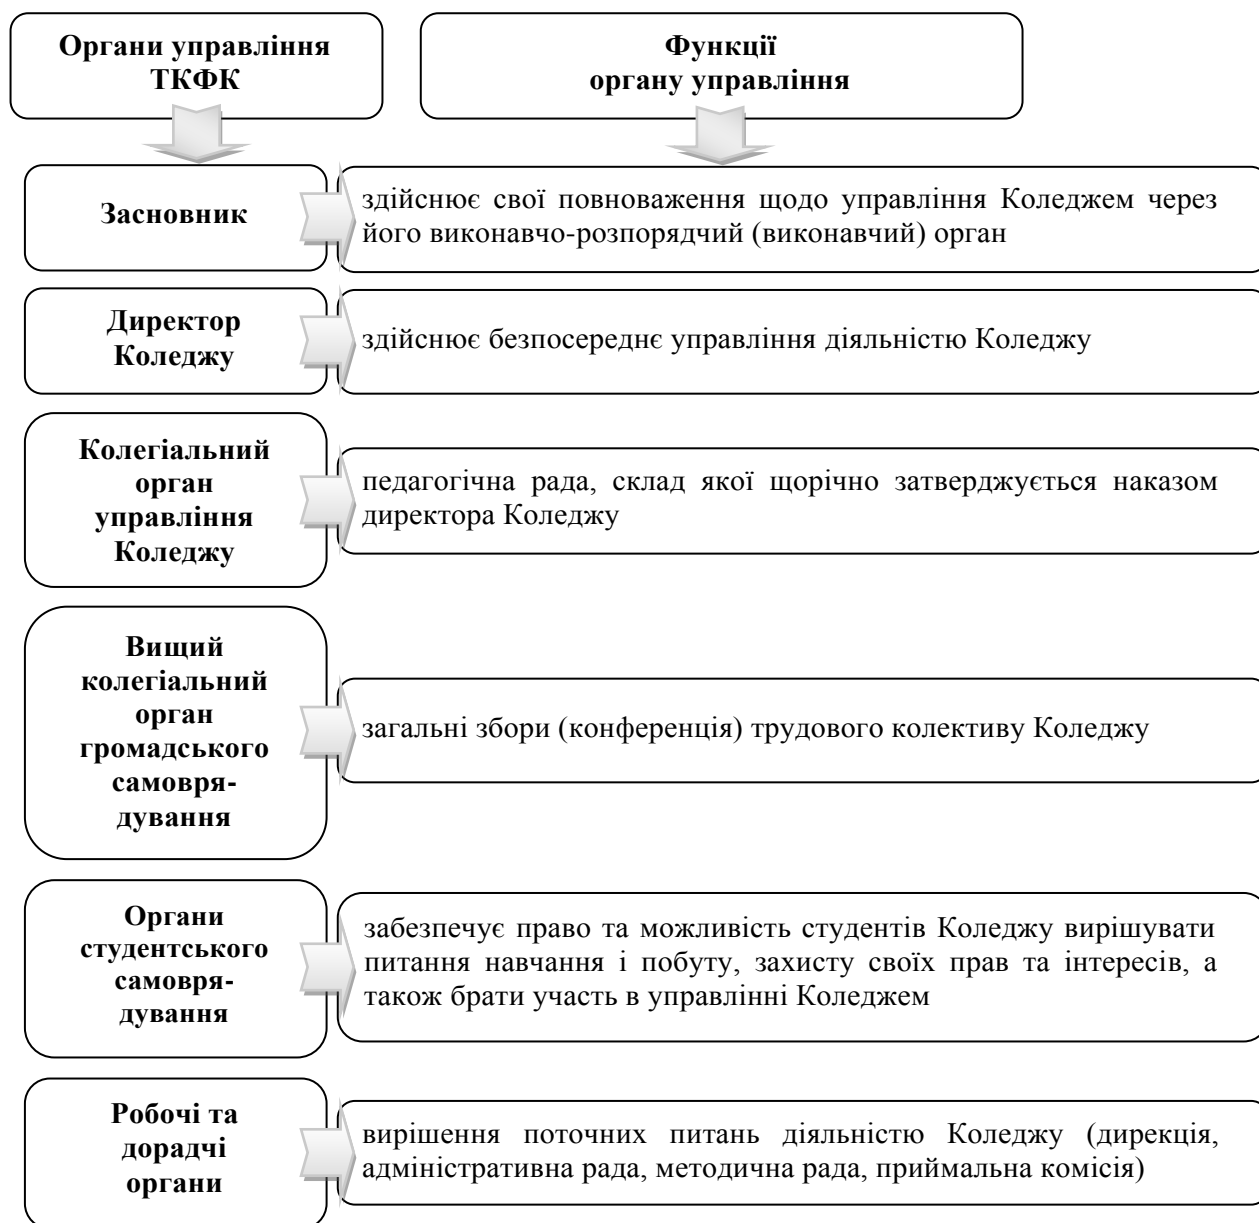 Органи управління
ТКФК
Функції
органу управління
Засновник
здійснює свої повноваження щодо управління Коледжем через
його виконавчо-розпорядчий (виконавчий) орган
Директор
Коледжу
здійснює безпосереднє управління діяльністю Коледжу
Колегіальний
орган
управління
Коледжу
педагогічна рада, склад якої щорічно затверджується наказом
директора Коледжу
Вищий
колегіальний
орган
громадського
самовря-
дування
загальні збори (конференція) трудового колективу Коледжу
Органи
студентського
самовря-
дування
забезпечує право та можливість студентів Коледжу вирішувати
питання навчання і побуту, захисту своїх прав та інтересів, а
також брати участь в управлінні Коледжем
Робочі та
дорадчі
органи
вирішення поточних питань діяльністю Коледжу (дирекція,
адміністративна рада, методична рада, приймальна комісія)